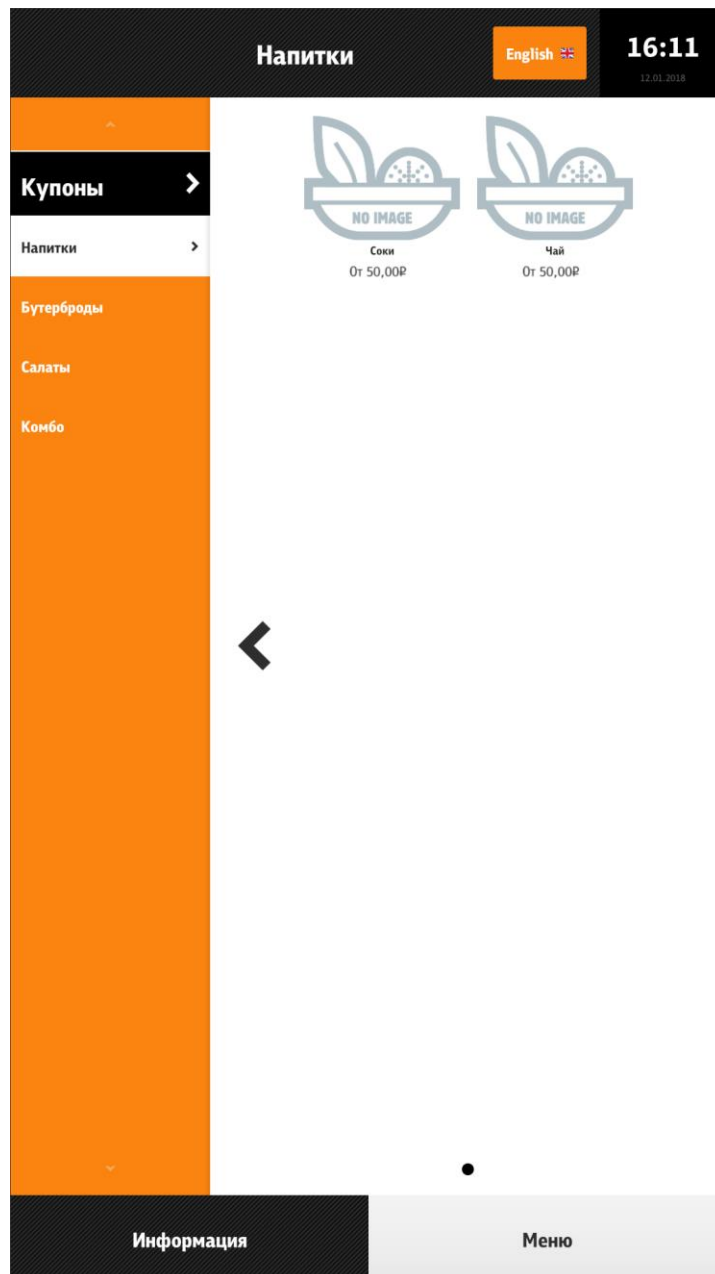 Напитки
English
16:11
12.01.2018
Купоны
Напитки
Бутерброды
Салаты
Комбо
NO IMAGE
Соки
От 50,00₽
NO IMAGE
Чай
От 50,00₽
Информация
Меню